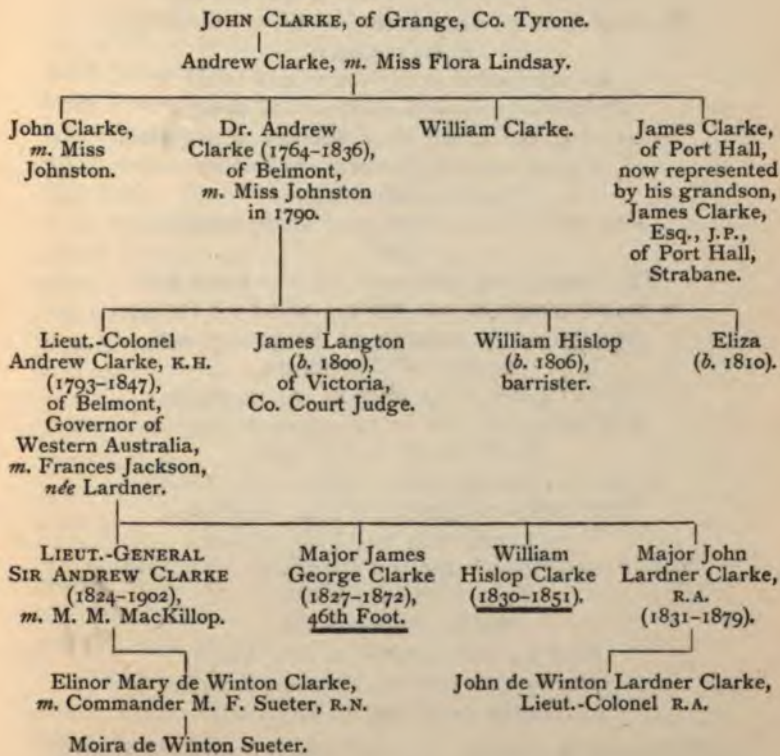 JOHN CLARKE, of Grange, Co. Tyrone.
Andrew Clarke, m. Miss Flora Lindsay.
John Clarke,
m. Miss
Johnston.
Dr. Andrew
Clarke (1764–1836),
of Belmont,
m. Miss Johnston
in 1790.
William Clarke.
James Clarke,
of Port Hall,
now represented
by his grandson,
James Clarke,
Esq., J.P.,
of Port Hall,
Strabane.
Lieut.-Colonel
Andrew Clarke, K.H.
(1793–1847),
of Belmont,
Governor of
Western Australia,
m. Frances Jackson,
née Lardner.
James Langton
(b. 1800),
of Victoria,
Co. Court Judge.
William Hislop
(b. 1806),
barrister.
Eliza
(b. 1810).
LIEUT.-GENERAL
SIR ANDREW CLARKE
(1824–1902),
m. M. M. MacKillop.
Major James
George Clarke
(1827–1872),
46th Foot.
William
Hislop Clarke
(1830–1851).
Major John
Lardner Clarke,
R.A.
(1831–1879).
Elinor Mary de Winton Clarke,
m. Commander M. F. Sueter, R.N.
John de Winton Lardner Clarke,
Lieut.-Colonel R.A.
Moira de Winton Sueter.